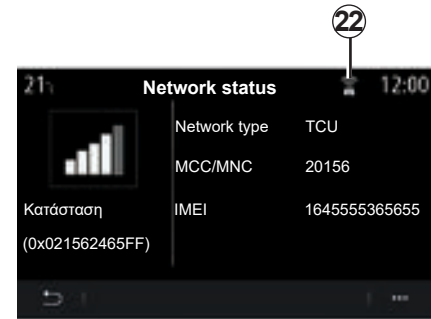 22
21
Network status
12:00
Network type TCU
MCC/MNC 20156
Κατάσταση
IMEI 1645555365655
(0x021562465FF)